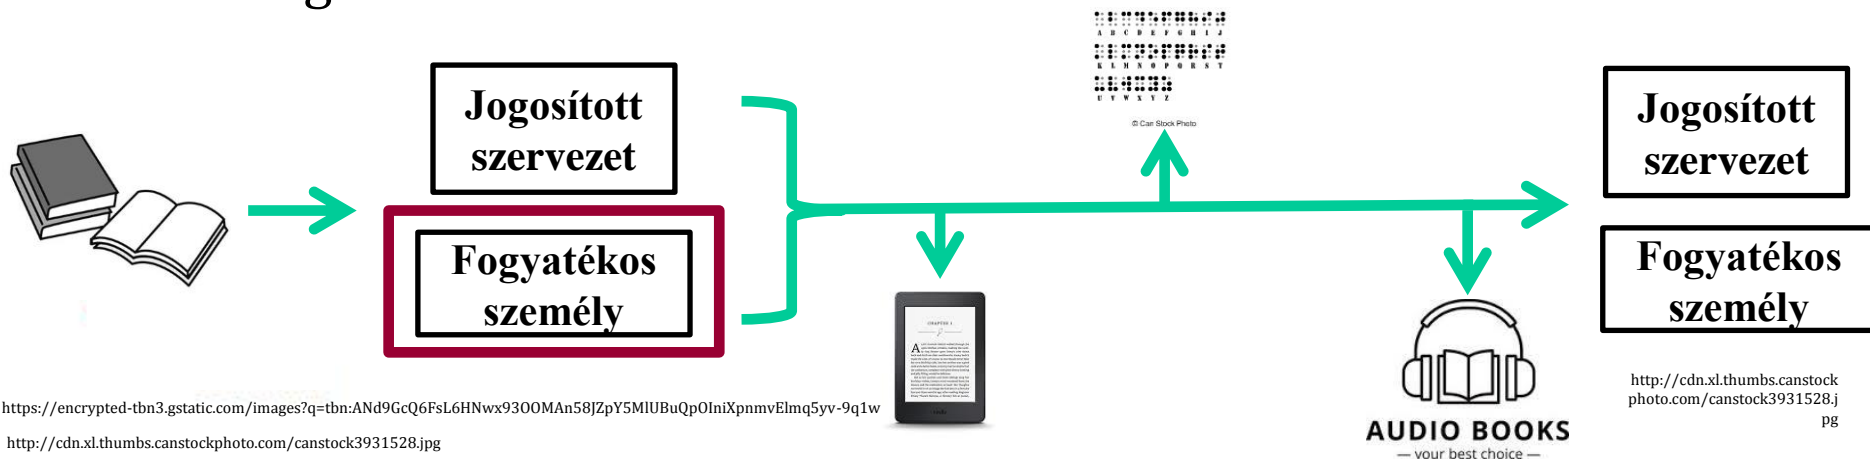 g
A B C D E F G H I J
K L M N O P Q R S T
U V W X Y Z
© Can Stock Photo
Jogosított
szervezet
Fogyatékos
személy
CHAPTER 1
Jogosított
szervezet
Fogyatékos
személy
AUDIO BOOKS
— your best choice —
http://cdn.xl.thumbs.canstock
photo.com/canstock3931528.j
pg
https://encrypted-tbn3.gstatic.com/images?q=tbn:ANd9GcQ6FsL6HNwx93OOMAn58JZpY5MlUBuQpOIniXpnmvElmq5yv-9q1w
http://cdn.xl.thumbs.canstockphoto.com/canstock3931528.jpg